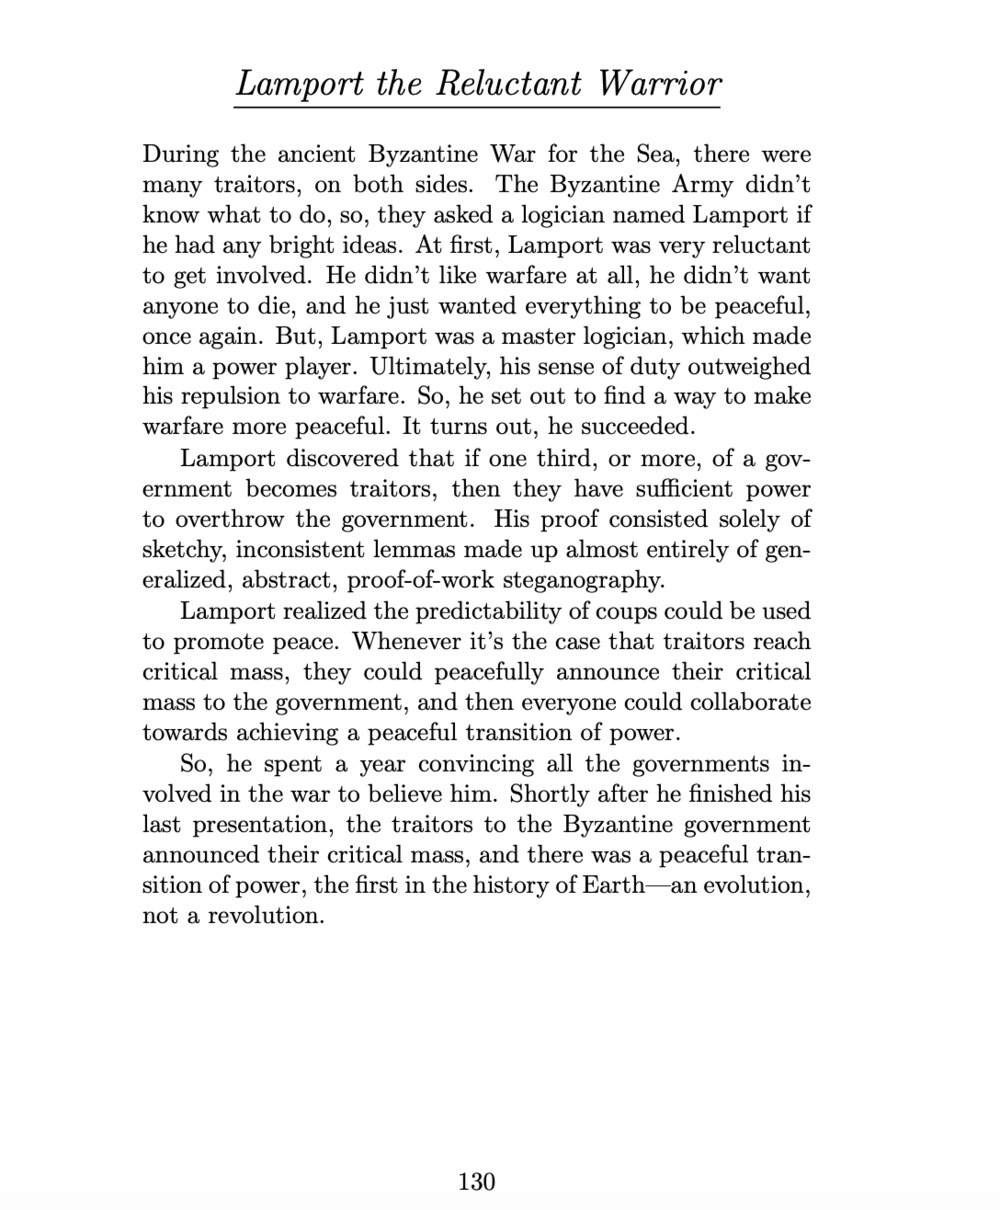 Lamport the Reluctant Warrior
During the ancient Byzantine War for the Sea, there were
many traitors, on both sides. The Byzantine Army didn’t
know what to do, so, they asked a logician named Lamport if
he had any bright ideas. At first, Lamport was very reluctant
to get involved. He didn’t like warfare at all, he didn’t want
anyone to die, and he just wanted everything to be peaceful,
once again. But, Lamport was a master logician, which made
him a power player. Ultimately, his sense of duty outweighed
his repulsion to warfare. So, he set out to find a way to make
warfare more peaceful. It turns out, he succeeded.
Lamport discovered that if one third, or more, of a gov-
ernment becomes traitors, then they have sufficient power
to overthrow the government. His proof consisted solely of
sketchy, inconsistent lemmas made up almost entirely of gen-
eralized, abstract, proof-of-work steganography.
Lamport realized the predictability of coups could be used
to promote peace. Whenever it’s the case that traitors reach
critical mass, they could peacefully announce their critical
mass to the government, and then everyone could collaborate
towards achieving a peaceful transition of power.
So, he spent a year convincing all the governments in-
volved in the war to believe him. Shortly after he finished his
last presentation, the traitors to the Byzantine government
announced their critical mass, and there was a peaceful tran-
sition of power, the first in the history of Earth—an evolution,
not a revolution.
130